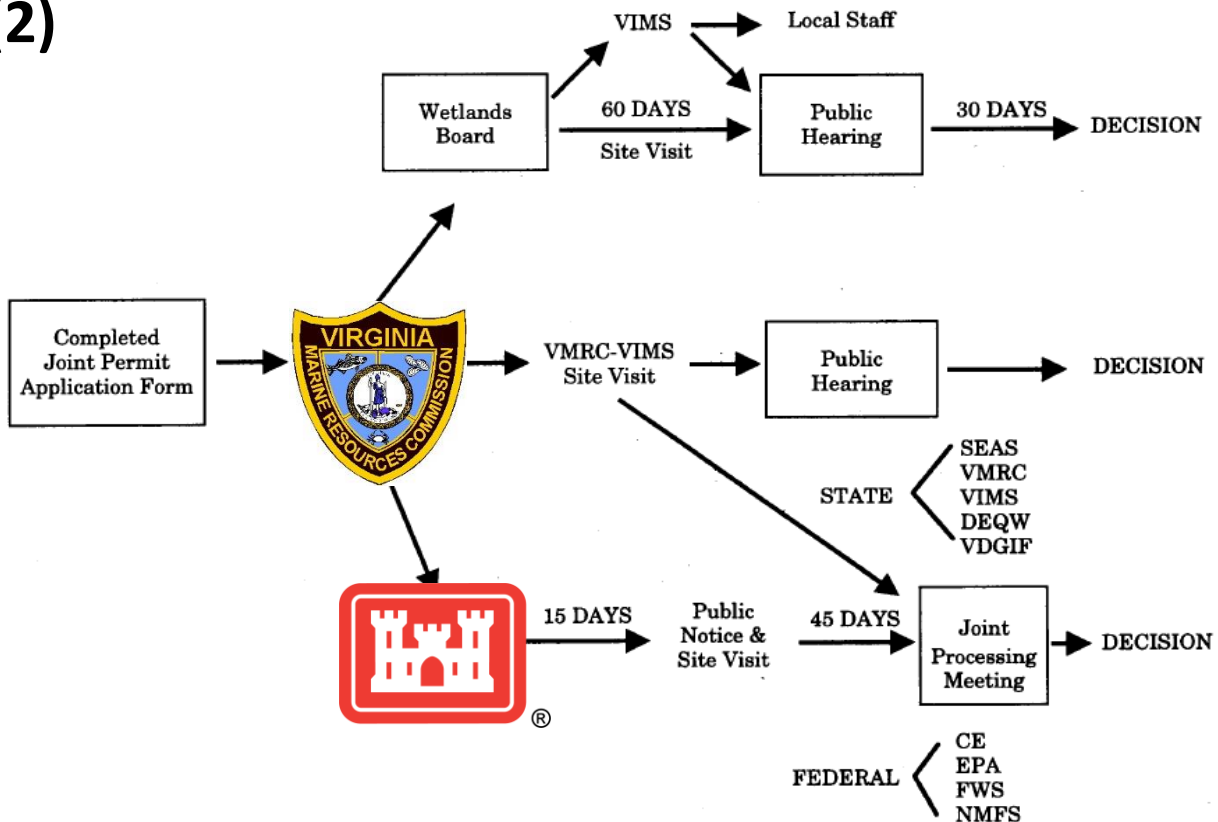 (2)
VIMS
Local Staff
Wetlands
Board
60 DAYS
Site Visit
Public
Hearing
30 DAYS
DECISION
Completed
Joint Permit
Application Form
VIRGINIA
MARINE RESOURCES COMMISSION
VMRC-VIMS
Site Visit
Public
Hearing
DECISION
STATE
SEAS
VMRC
VIMS
DEQW
VDGIF
15 DAYS
Public
Notice &
Site Visit
45 DAYS
Joint
Processing
Meeting
DECISION
®
FEDERAL
CE
EPA
FWS
NMFS